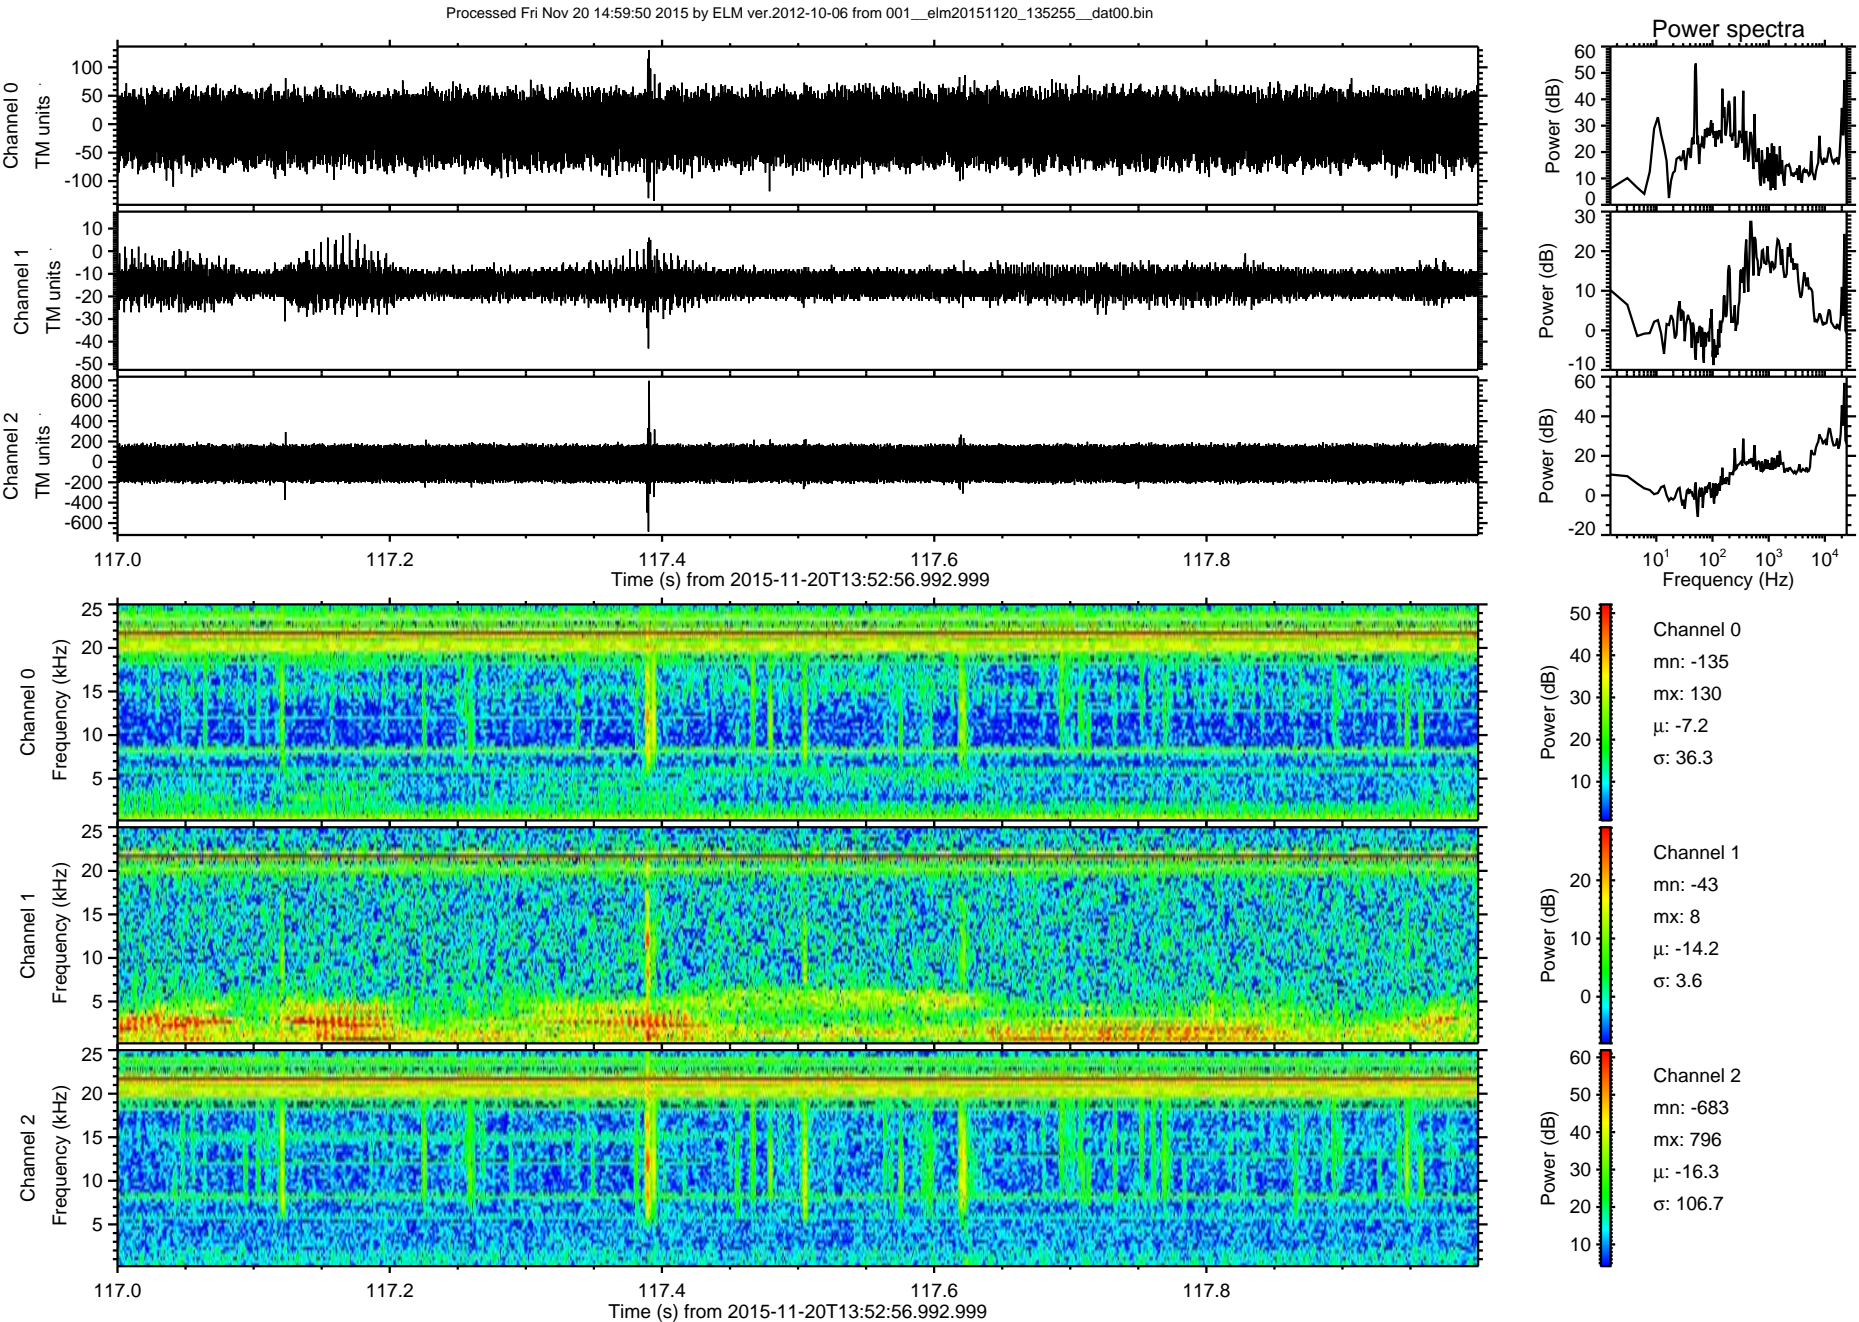 Processed Fri Nov 20 14:59:50 2015 by ELM ver.2012-10-06 from 001__elm20151120_135255__dat00.bin
Power spectra
Channel 0
TM units
100
50
0
-50
-100
Power (dB)
60
50
40
30
20
10
0
Channel 1
TM units
10
0
-10
-20
-30
-40
-50
Power (dB)
30
20
10
0
-10
Channel 2
TM units
800
600
400
200
0
-200
-400
-600
Power (dB)
60
40
20
0
-20
117.0 117.2 117.4 117.6 117.8
Time (s) from 2015-11-20T13:52:56.992.999
10¹ 10² 10³ 10⁴
Frequency (Hz)
Channel 0
Frequency (kHz)
25
20
15
10
5
Power (dB)
50
40
30
20
10
Channel 0
mn: -135
mx: 130
μ: -7.2
σ: 36.3
Channel 1
Frequency (kHz)
25
20
15
10
5
Power (dB)
20
10
0
Channel 1
mn: -43
mx: 8
μ: -14.2
σ: 3.6
Channel 2
Frequency (kHz)
25
20
15
10
5
Power (dB)
60
50
40
30
20
10
Channel 2
mn: -683
mx: 796
μ: -16.3
σ: 106.7
117.0 117.2 117.4 117.6 117.8
Time (s) from 2015-11-20T13:52:56.992.999